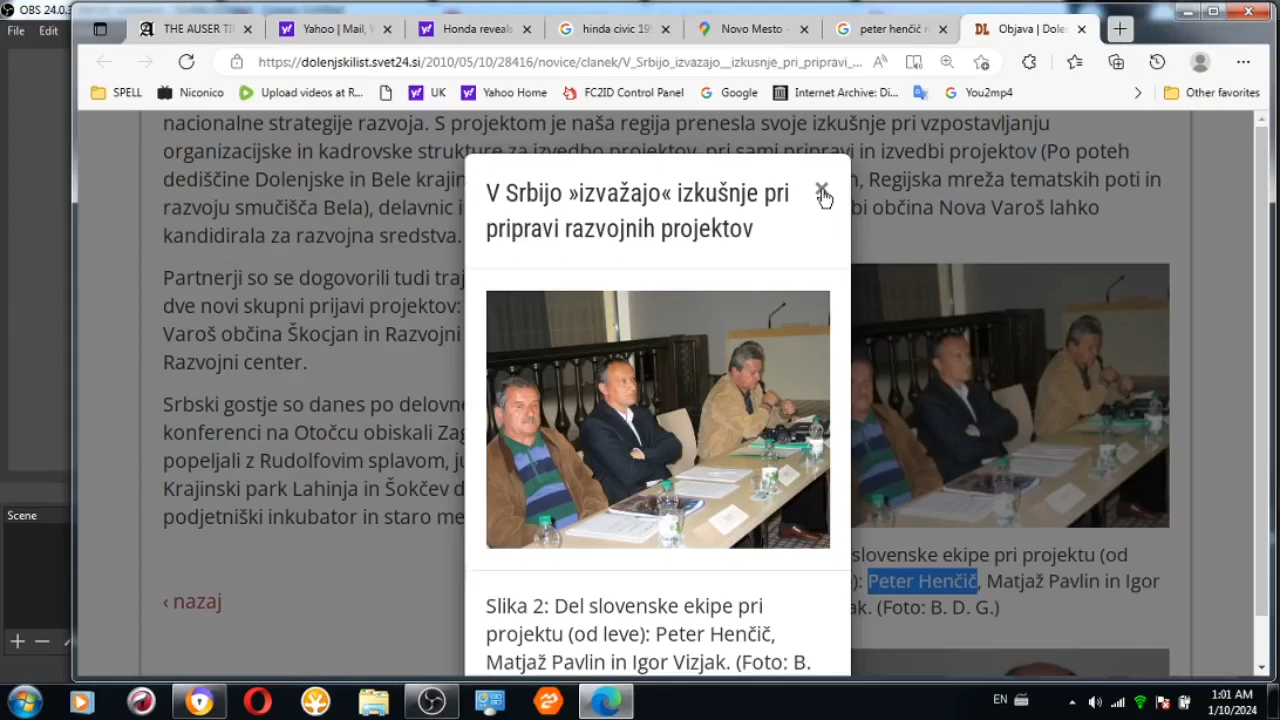 OBS 24.0.3
File Edit
THE AUSER TI
Yahoo | Mail,
Honda reveals
hinda civic 19
Novo Mesto -
peter henčič n
DL Objava | Dole
https://dolenjskilist.svet24.si/2010/05/10/28416/novice/clanek/V_Srbijo_izvazajo__izkusnje_pri_pripravi_...
SPELL
Niconico
Upload videos at R...
UK
Yahoo Home
FC2ID Control Panel
Google
Internet Archive: Di...
You2mp4
Other favorites
nacionalne strategije razvoja. S projektom je naša regija prenesla svoje izkušnje pri vzpostavljanju
organizacijske in kadrovske strukture za izvedbo projektov, pri sami pripravi in izvedbi projektov (Po poteh
dediščine Dolenjske in Bele krajin
h, Regijska mreža tematskih poti in
razvoju smučišča Bela), delavnic i
bi občina Nova Varoš lahko
kandidirala za razvojna sredstva.
Partnerji so se dogovorili tudi traj
dve novi skupni prijavi projektov:
Varoš občina Škocjan in Razvojni
Razvojni center.
Srbski gostje so danes po delovne
konferenci na Otočcu obiskali Zag
popeljali z Rudolfovim splavom, ju
Krajinski park Lahinja in Šokčev d
podjetniški inkubator in staro me
‹ nazaj
V Srbijo »izvažajo« izkušnje pri
pripravi razvojnih projektov
Slika 2: Del slovenske ekipe pri
projektu (od leve): Peter Henčič,
Matjaž Pavlin in Igor Vizjak. (Foto: B.
slovenske ekipe pri projektu (od
): Peter Henčič, Matjaž Pavlin in Igor
ak. (Foto: B. D. G.)
Scene
EN
1:01 AM
1/10/2024